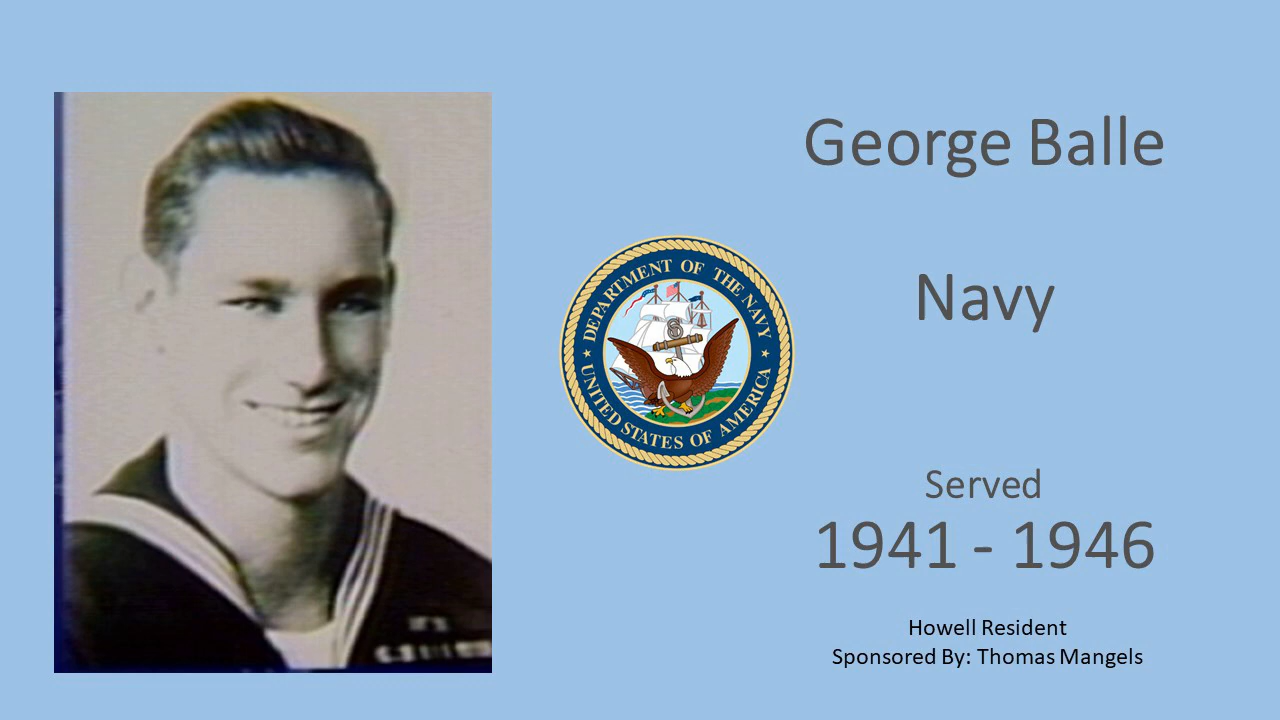 George Balle
Navy
DEPARTMENT OF THE NAVY
UNITED STATES OF AMERICA
Served
1941 - 1946
Howell Resident
Sponsored By: Thomas Mangels